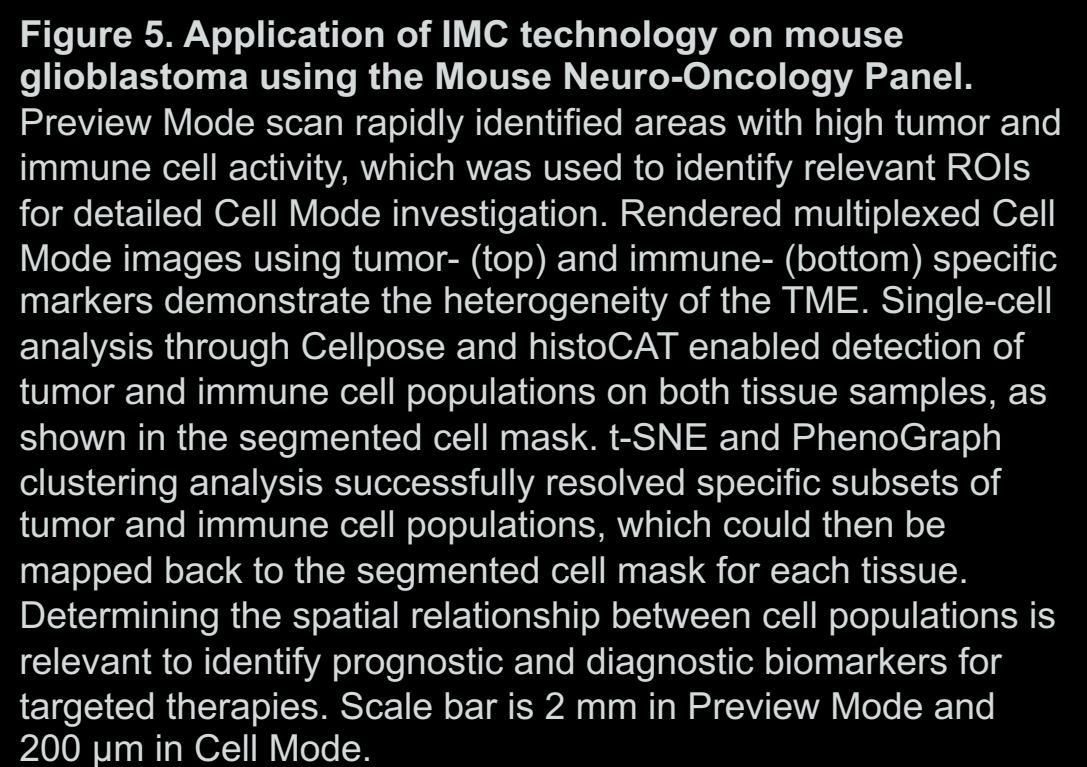 Figure 5. Application of IMC technology on mouse
glioblastoma using the Mouse Neuro-Oncology Panel.
Preview Mode scan rapidly identified areas with high tumor and
immune cell activity, which was used to identify relevant ROIs
for detailed Cell Mode investigation. Rendered multiplexed Cell
Mode images using tumor- (top) and immune- (bottom) specific
markers demonstrate the heterogeneity of the TME. Single-cell
analysis through Cellpose and histoCAT enabled detection of
tumor and immune cell populations on both tissue samples, as
shown in the segmented cell mask. t-SNE and PhenoGraph
clustering analysis successfully resolved specific subsets of
tumor and immune cell populations, which could then be
mapped back to the segmented cell mask for each tissue.
Determining the spatial relationship between cell populations is
relevant to identify prognostic and diagnostic biomarkers for
targeted therapies. Scale bar is 2 mm in Preview Mode and
200 µm in Cell Mode.